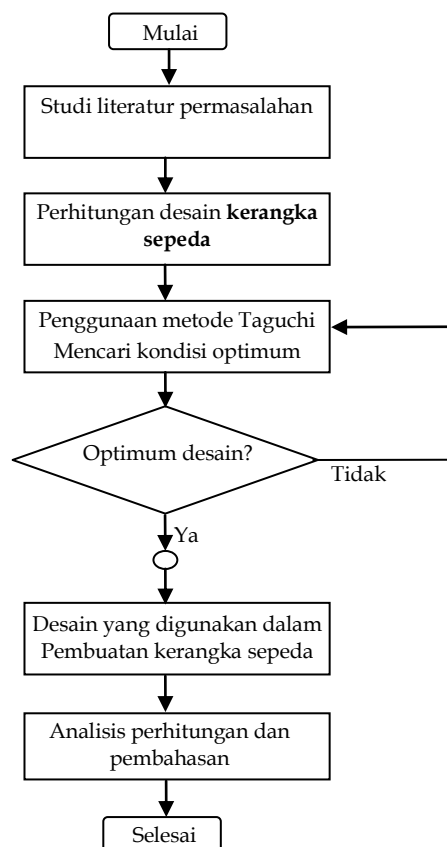 Mulai
Studi literatur permasalahan
Perhitungan desain kerangka
sepeda
Penggunaan metode Taguchi
Mencari kondisi optimum
Optimum desain?
Tidak
Ya
Desain yang digunakan dalam
Pembuatan kerangka sepeda
Analisis perhitungan dan
pembahasan
Selesai